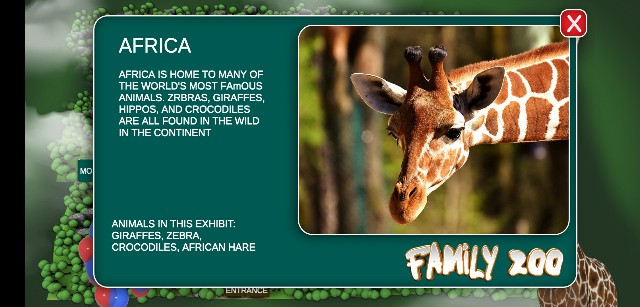 X
AFRICA
AFRICA IS HOME TO MANY OF
THE WORLD'S MOST FAmOUS
ANIMALS. ZRBRAS, GIRAFFES,
HIPPOS, AND CROCODILES
ARE ALL FOUND IN THE WILD
IN THE CONTINENT
MO
ANIMALS IN THIS EXHIBIT:
GIRAFFES, ZEBRA,
CROCODILES, AFRICAN HARE
FAMILY ZOO
ENTRANCE